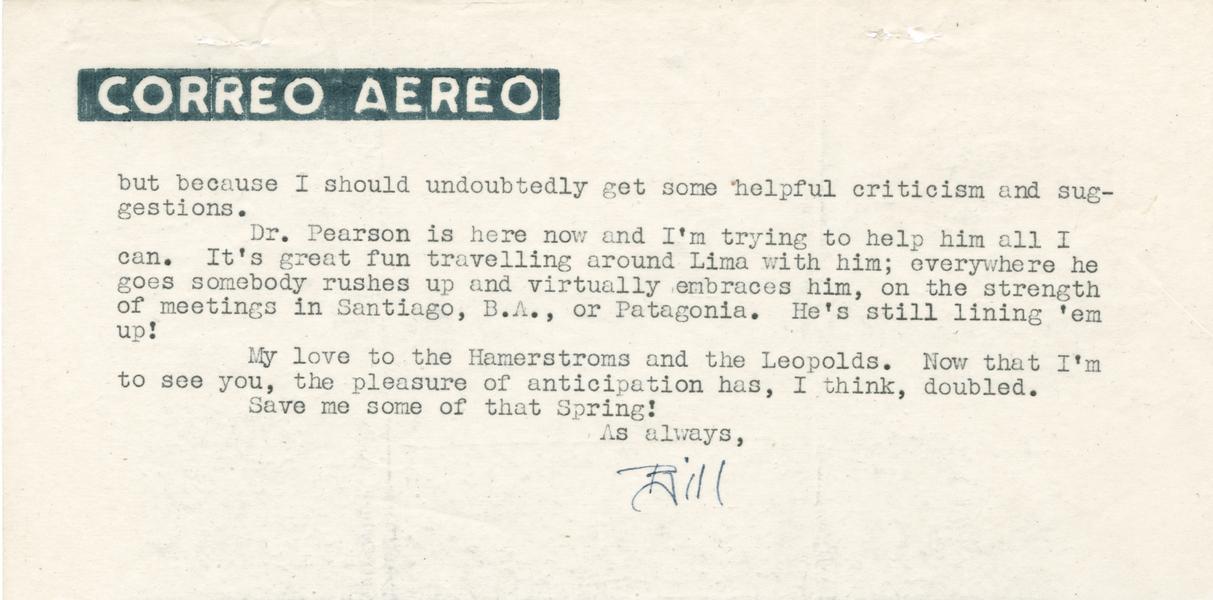 CORREO AEREO
but because I should undoubtedly get some helpful criticism and sug-
gestions.
Dr. Pearson is here now and I'm trying to help him all I
can. It's great fun travelling around Lima with him; everywhere he
goes somebody rushes up and virtually embraces him, on the strength
of meetings in Santiago, B.A., or Patagonia. He's still lining 'em
up!
My love to the Hamerstroms and the Leopolds. Now that I'm
to see you, the pleasure of anticipation has, I think, doubled.
Save me some of that Spring!
As always,
Bill